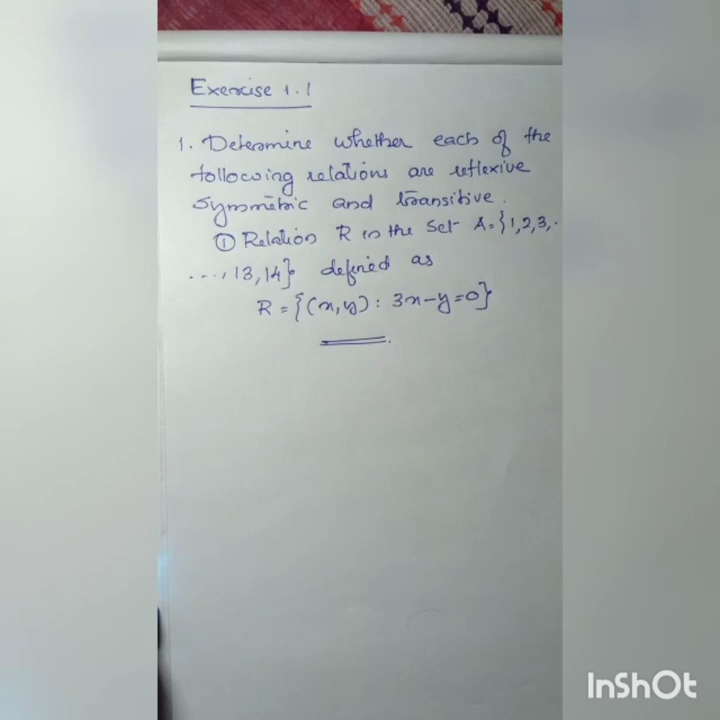 Exercise 1.1
1. Determine whether each of the
following relations are reflexive
symmetric and transitive.
① Relation R in the Set A={1,2,3,..
...,13,14} defined as
R={(x,y): 3x-y=0}
InShOt